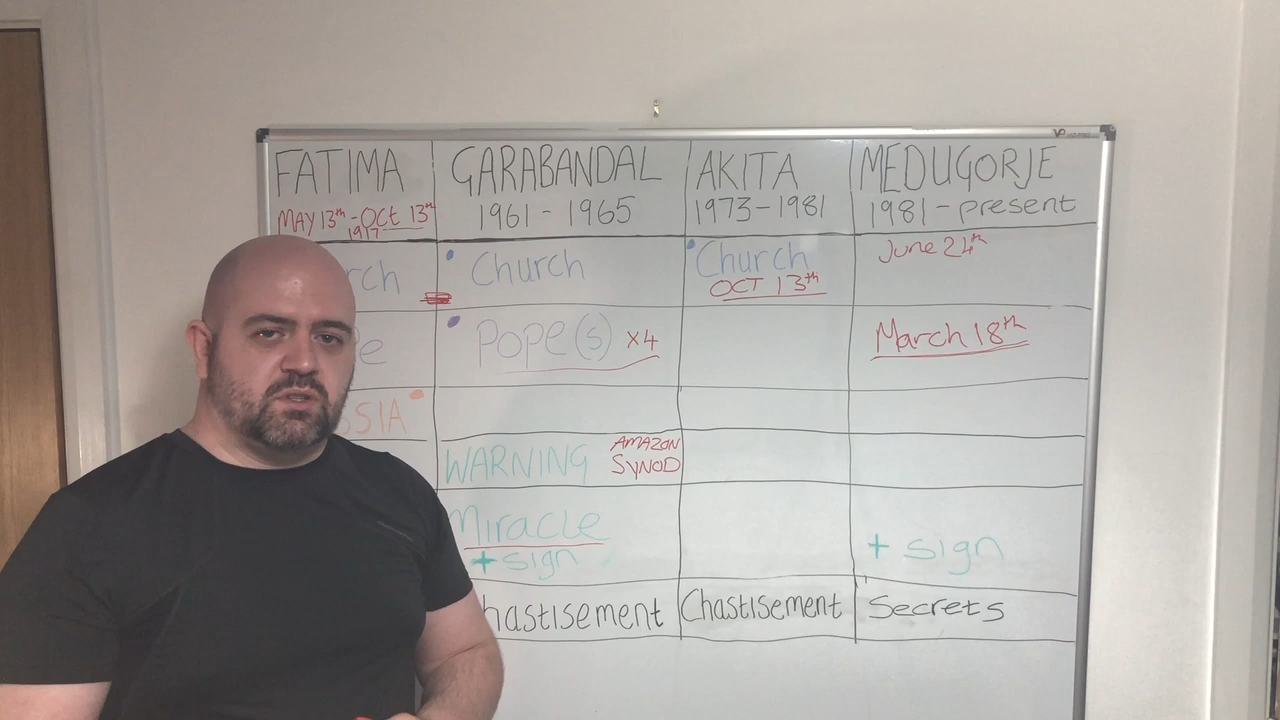 FATIMA
MAY 13th - Oct 13th
1917
GARABANDAL
1961 - 1965
AKITA
1973-1981
MEDUGORJE
1981-present
rch
Church
Church
OCT 13th
June 24th
e
Pope(s) x4
March 18th
SSIA
WARNING
AMAZON
SYNOD
Miracle
+ sign
+ sign
hastisement
Chastisement
Secrets